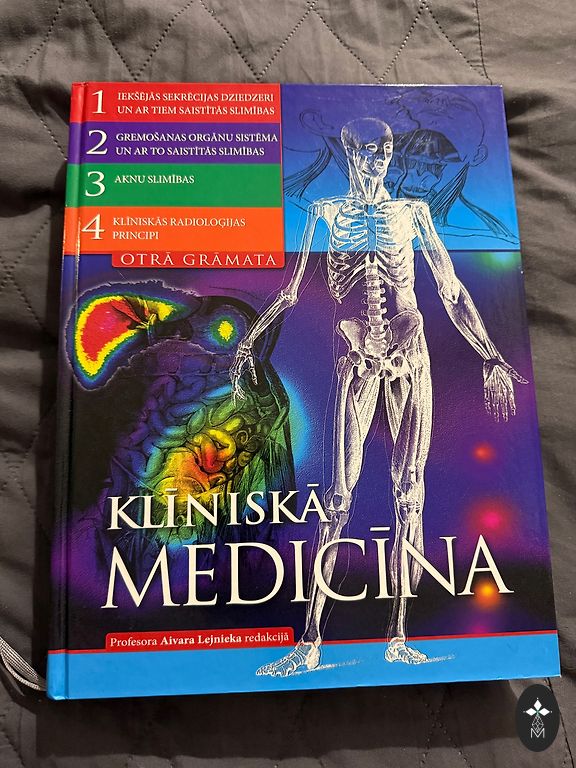 1 IEKŠĒJĀS SEKRĒCIJAS DZIEDZERI
UN AR TIEM SAISTĪTĀS SLIMĪBAS
2 GREMOŠANAS ORGĀNU SISTĒMA
UN AR TO SAISTĪTĀS SLIMĪBAS
3 AKNU SLIMĪBAS
4 KLĪNISKĀS RADIOLOĢIJAS
PRINCIPI
OTRĀ GRĀMATA
KLĪNISKĀ
MEDICĪNA
Profesora Aivara Lejnieka redakcijā
M